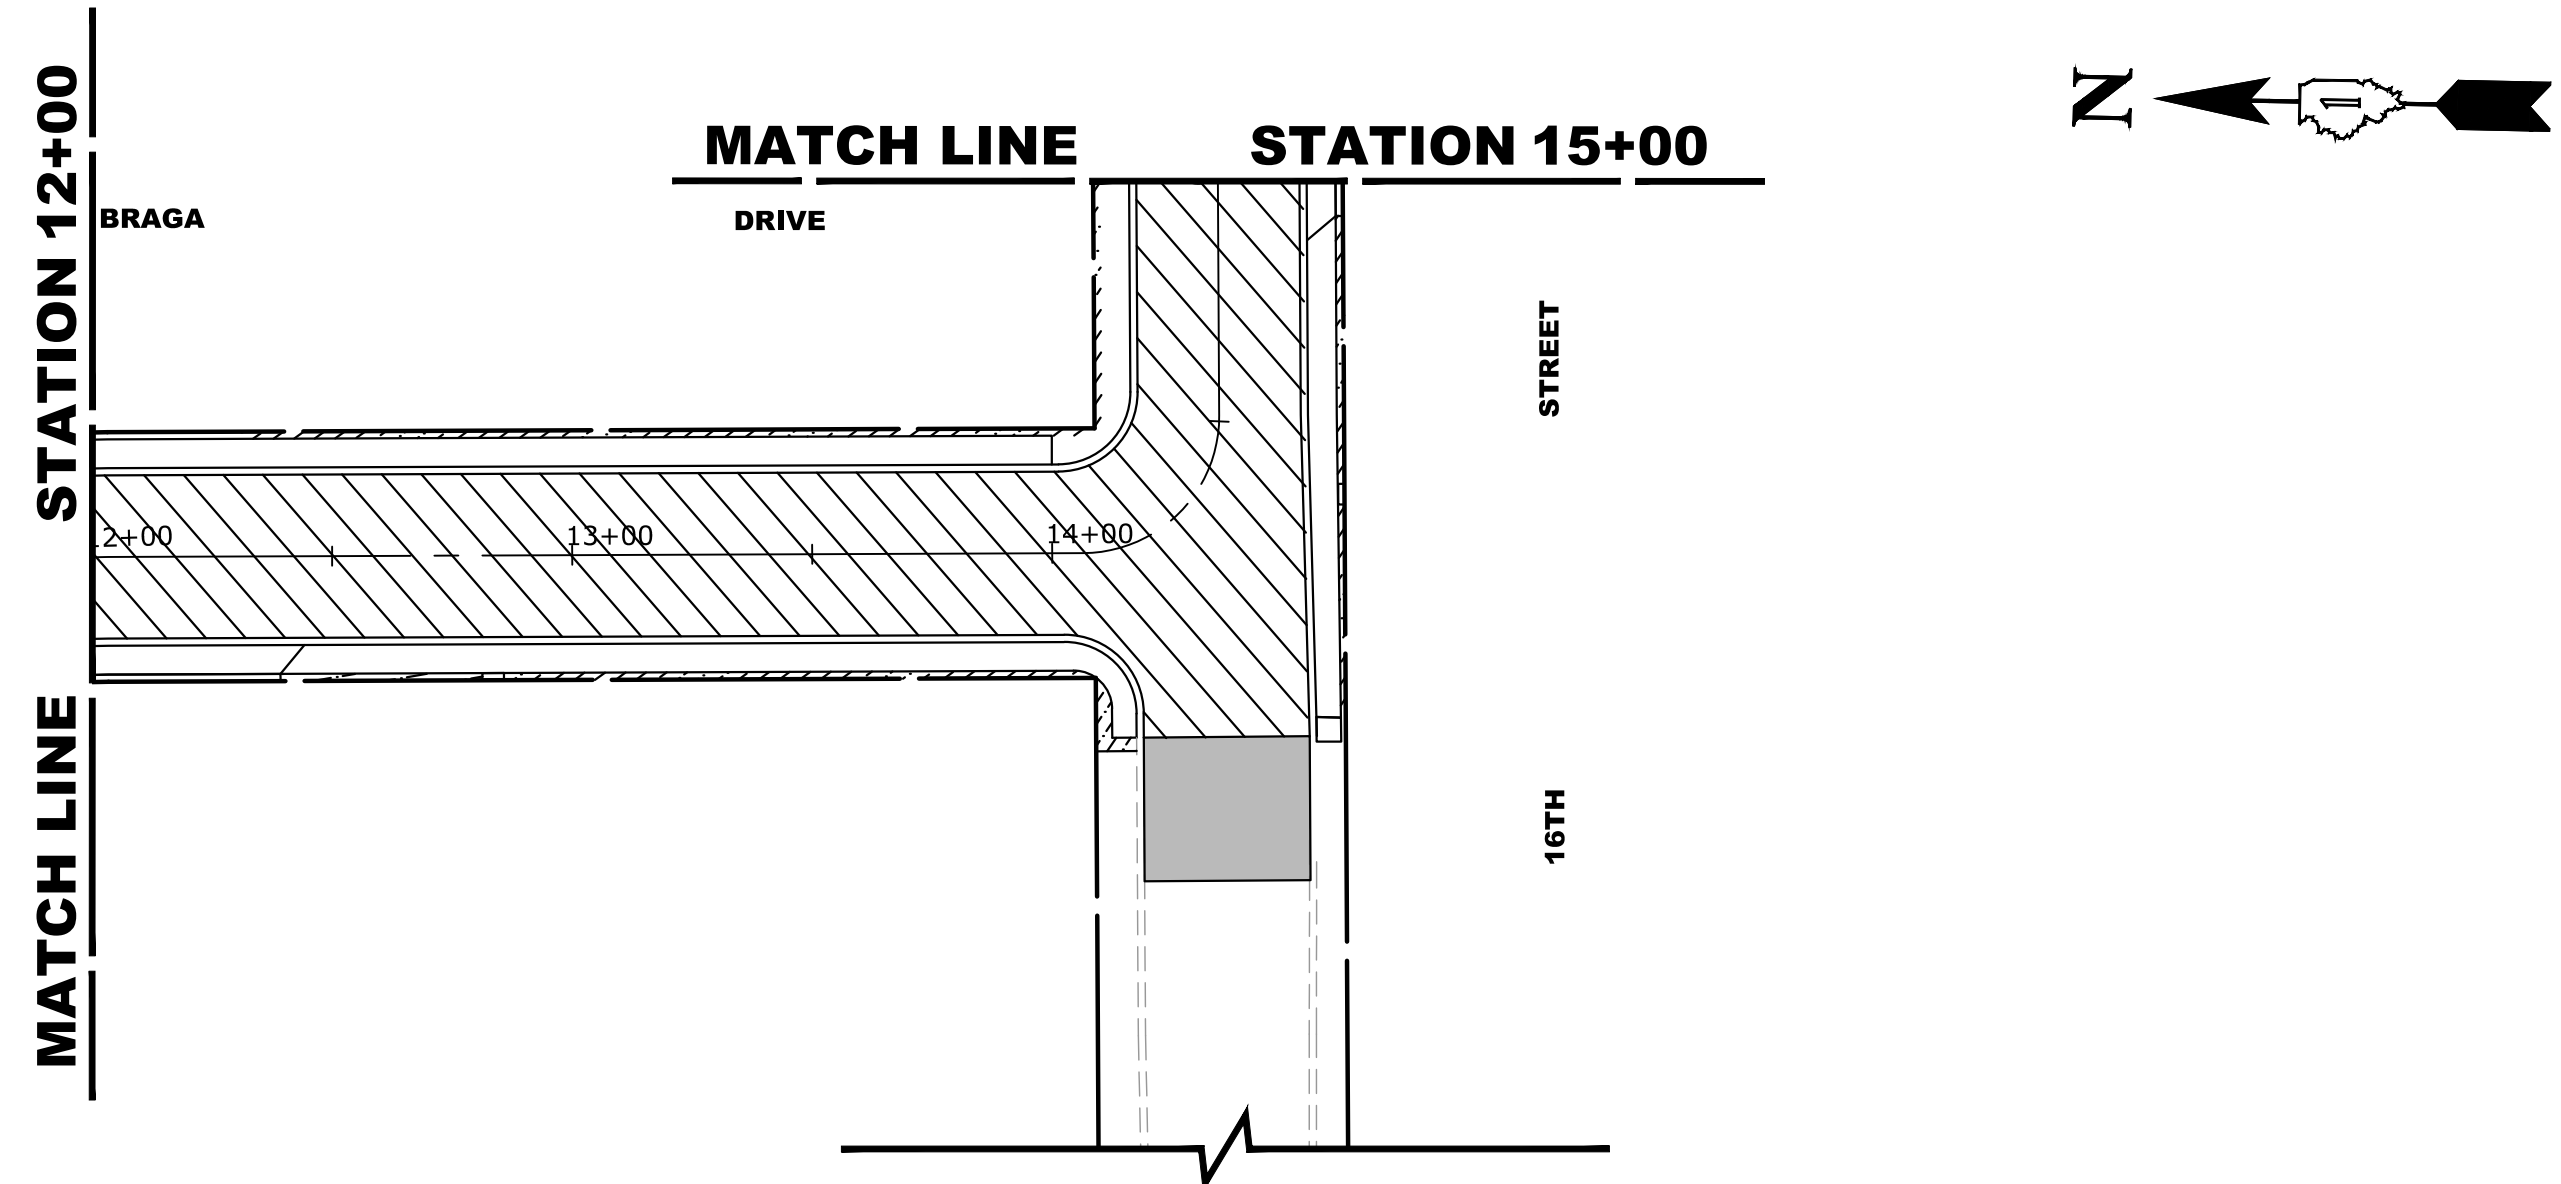 MATCH LINE STATION 12+00
MATCH LINE STATION 15+00
N
1
BRAGA DRIVE
16TH STREET
2+00
13+00
14+00